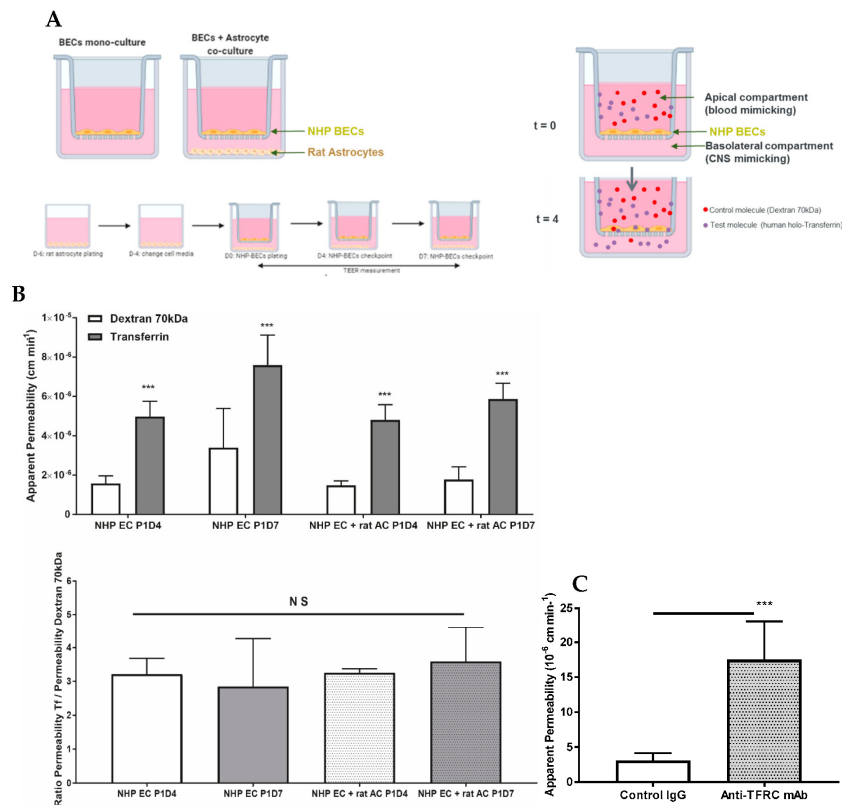 A
BECs mono-culture
BECs + Astrocyte
co-culture
NHP BECs
Rat Astrocytes
D-6: rat astrocyte plating
D-4: change cell media
D0: NHP-BECs plating
D4: NHP-BECs checkpoint
D7: NHP-BECs checkpoint
TEER measurement
t = 0
Apical compartment
(blood mimicking)
NHP BECs
Basolateral compartment
(CNS mimicking)
t = 4
Control molecule (Dextran 70kDa)
Test molecule (human holo-Transferrin)
B
Apparent Permeability (cm min¹)
1×10⁻⁵
8×10⁻⁶
6×10⁻⁶
4×10⁻⁶
2×10⁻⁶
0
Dextran 70kDa
Transferrin
***
***
***
***
NHP EC P1D4
NHP EC P1D7
NHP EC + rat AC P1D4
NHP EC + rat AC P1D7
Ratio Permeability Tf / Permeability Dextran 70kDa
6
5
4
3
2
1
0
N S
NHP EC P1D4
NHP EC P1D7
NHP EC + rat AC P1D4
NHP EC + rat AC P1D7
C
Apparent Permeability (10⁻⁶ cm min-¹)
25
20
15
10
5
0
***
Control IgG
Anti-TFRC mAb